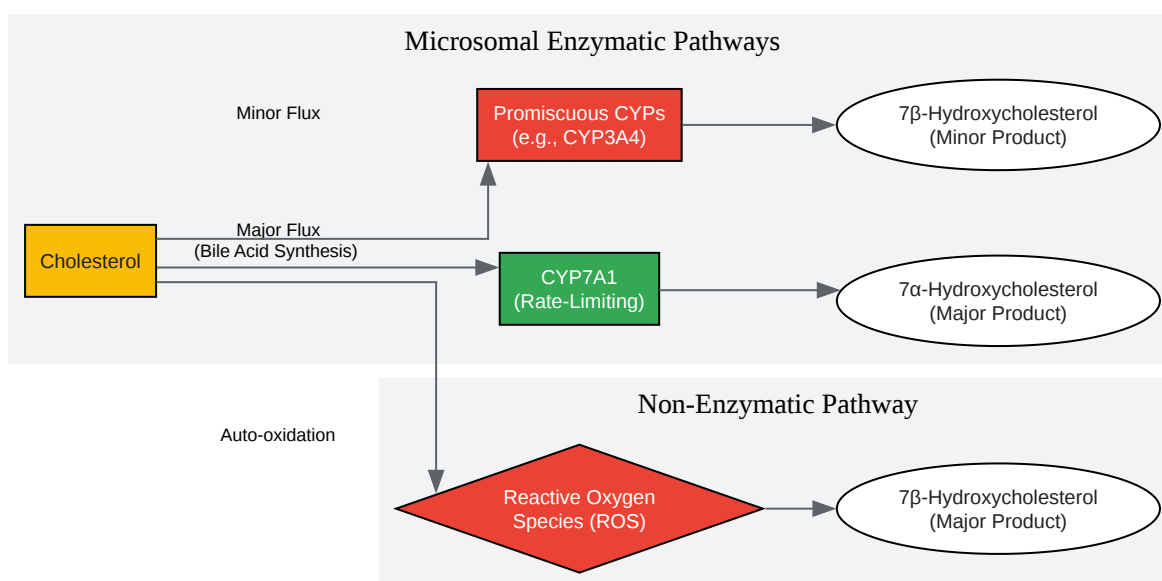 Microsomal Enzymatic Pathways
Minor Flux
Promiscuous CYPs
(e.g., CYP3A4)
7β-Hydroxycholesterol
(Minor Product)
Cholesterol
Major Flux
(Bile Acid Synthesis)
CYP7A1
(Rate-Limiting)
7α-Hydroxycholesterol
(Major Product)
Non-Enzymatic Pathway
Auto-oxidation
Reactive Oxygen
Species (ROS)
7β-Hydroxycholesterol
(Major Product)